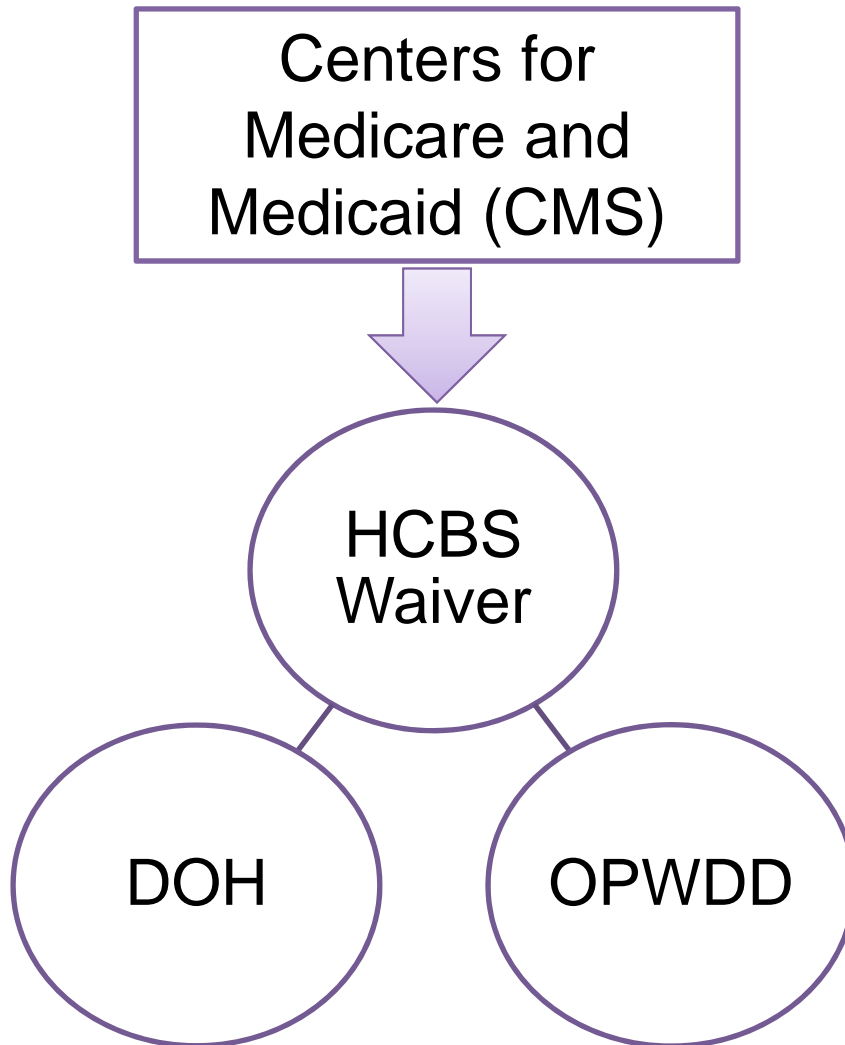 Centers for
Medicare and
Medicaid (CMS)
HCBS
Waiver
DOH
OPWDD